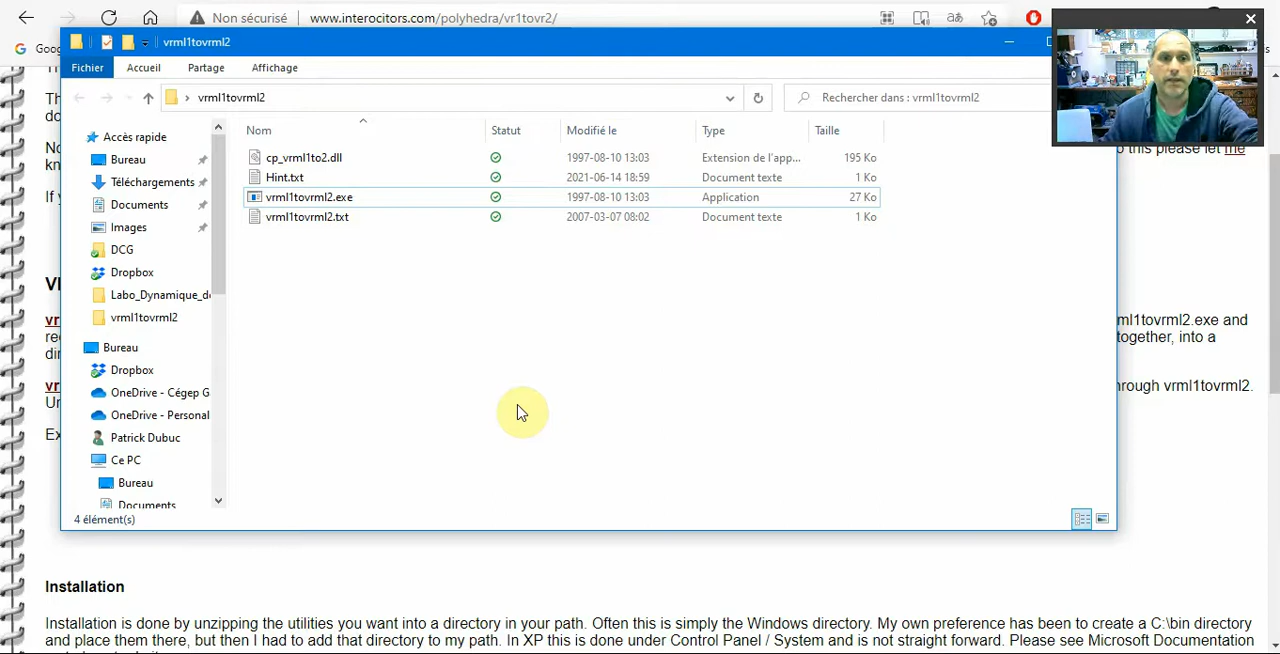 Non sécurisé
www.interocitors.com/polyhedra/vr1tovr2/
vrml1tovrml2
Fichier
Accueil
Partage
Affichage
vrml1tovrml2
Rechercher dans : vrml1tovrml2
Nom
Statut
Modifié le
Type
Taille
cp_vrml1to2.dll
1997-08-10 13:03
Extension de l'app...
195 Ko
Hint.txt
2021-06-14 18:59
Document texte
1 Ko
vrml1tovrml2.exe
1997-08-10 13:03
Application
27 Ko
vrml1tovrml2.txt
2007-03-07 08:02
Document texte
1 Ko
Accès rapide
Bureau
Téléchargements
Documents
Images
DCG
Dropbox
Labo_Dynamique_d
vrml1tovrml2
Bureau
Dropbox
OneDrive - Cégep G
OneDrive - Personal
Patrick Dubuc
Ce PC
Bureau
Documents
4 élément(s)
this please let me
ml1tovrml2.exe and
together, into a
hrough vrml1tovrml2.
Installation
Installation is done by unzipping the utilities you want into a directory in your path. Often this is simply the Windows directory. My own preference has been to create a C:\bin directory
and place them there, but then I had to add that directory to my path. In XP this is done under Control Panel / System and is not straight forward. Please see Microsoft Documentation